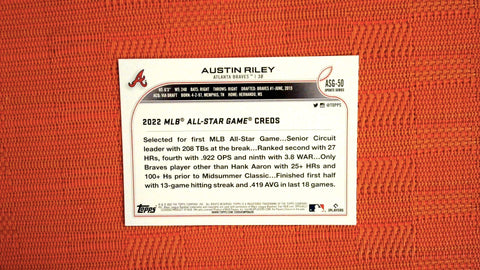 AUSTIN RILEY
ATLANTA BRAVES™ | 3B
HT: 6'3" WT: 240 BATS: RIGHT THROWS: RIGHT DRAFTED: BRAVES #1-JUNE, 2015
ACQ: VIA DRAFT BORN: 4-2-97, MEMPHIS, TN HOME: HERNANDO, MS
ASG-50
UPDATE SERIES
@TOPPS
2022 MLB® ALL-STAR GAME® CREDS
Selected for first MLB All-Star Game...Senior Circuit
leader with 208 TBs at the break...Ranked second with 27
HRs, fourth with .922 OPS and ninth with 3.8 WAR...Only
Braves player other than Hank Aaron with 25+ HRs and
100+ Hs prior to Midsummer Classic...Finished first half
with 13-game hitting streak and .419 AVG in last 18 games.
TOPPS
PLAYERS